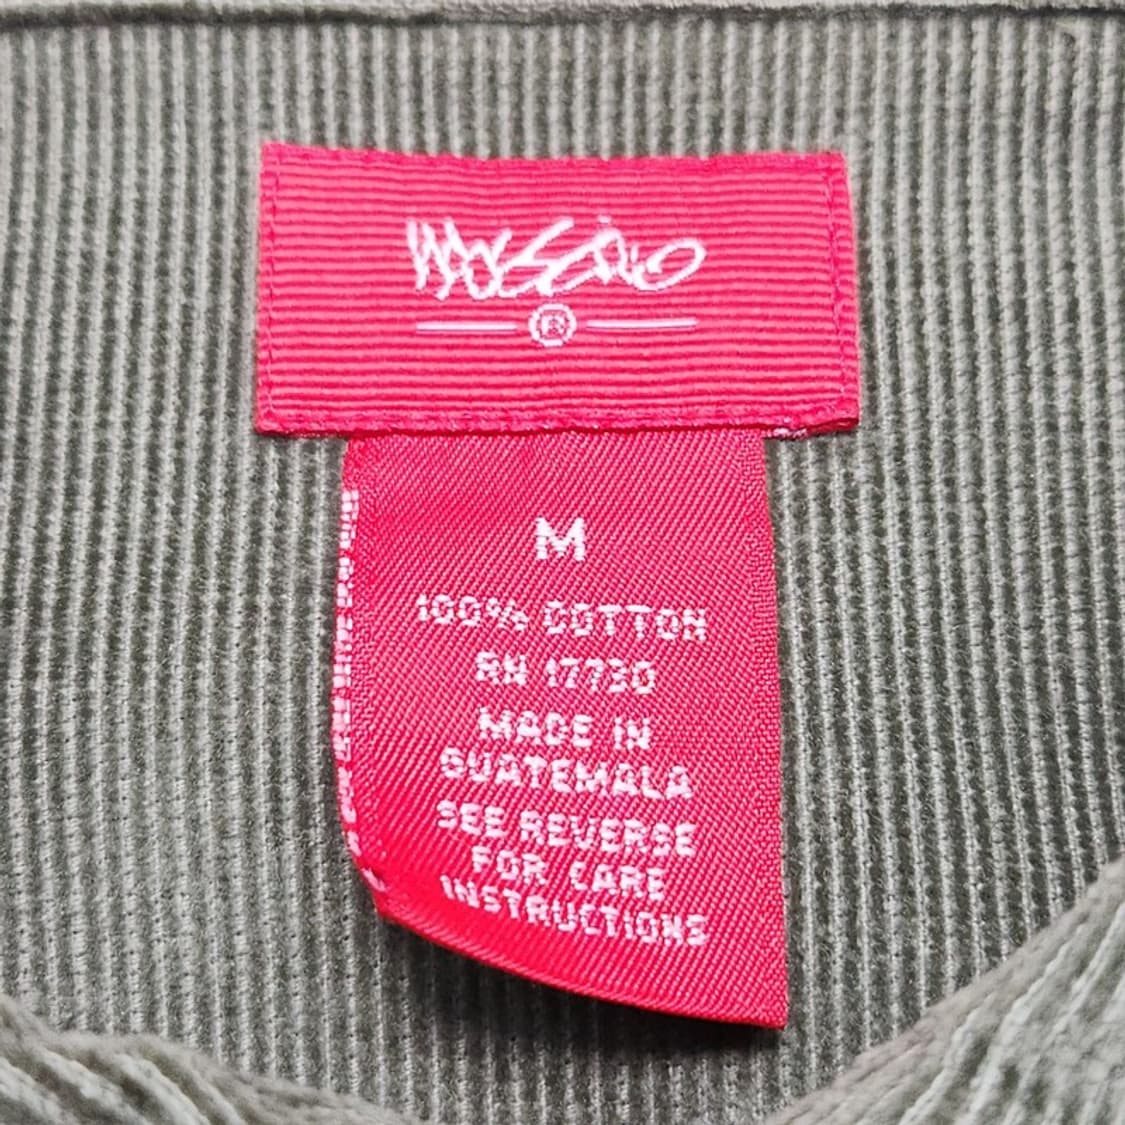 Mossimo
®
M
100% COTTON
RN 17730
MADE IN
GUATEMALA
SEE REVERSE
FOR CARE
INSTRUCTIONS